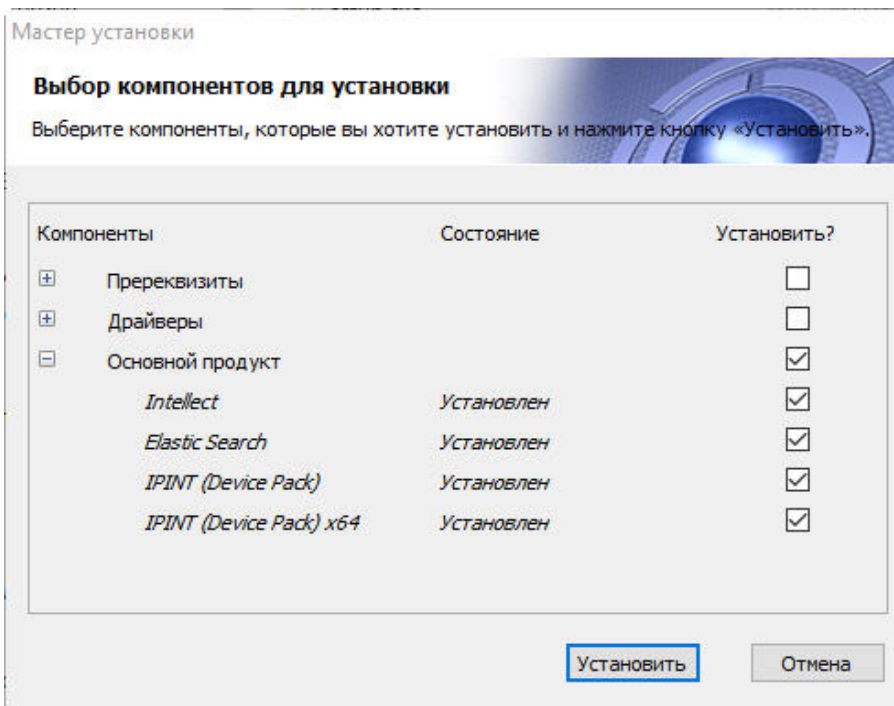 Мастер установки
Выбор компонентов для установки
Выберите компоненты, которые вы хотите установить и нажмите кнопку «Установить».
Компоненты Состояние Установить?
Пререквизиты
Драйверы
Основной продукт
Intellect Установлен
Elastic Search Установлен
IPINT (Device Pack) Установлен
IPINT (Device Pack) x64 Установлен
Установить Отмена